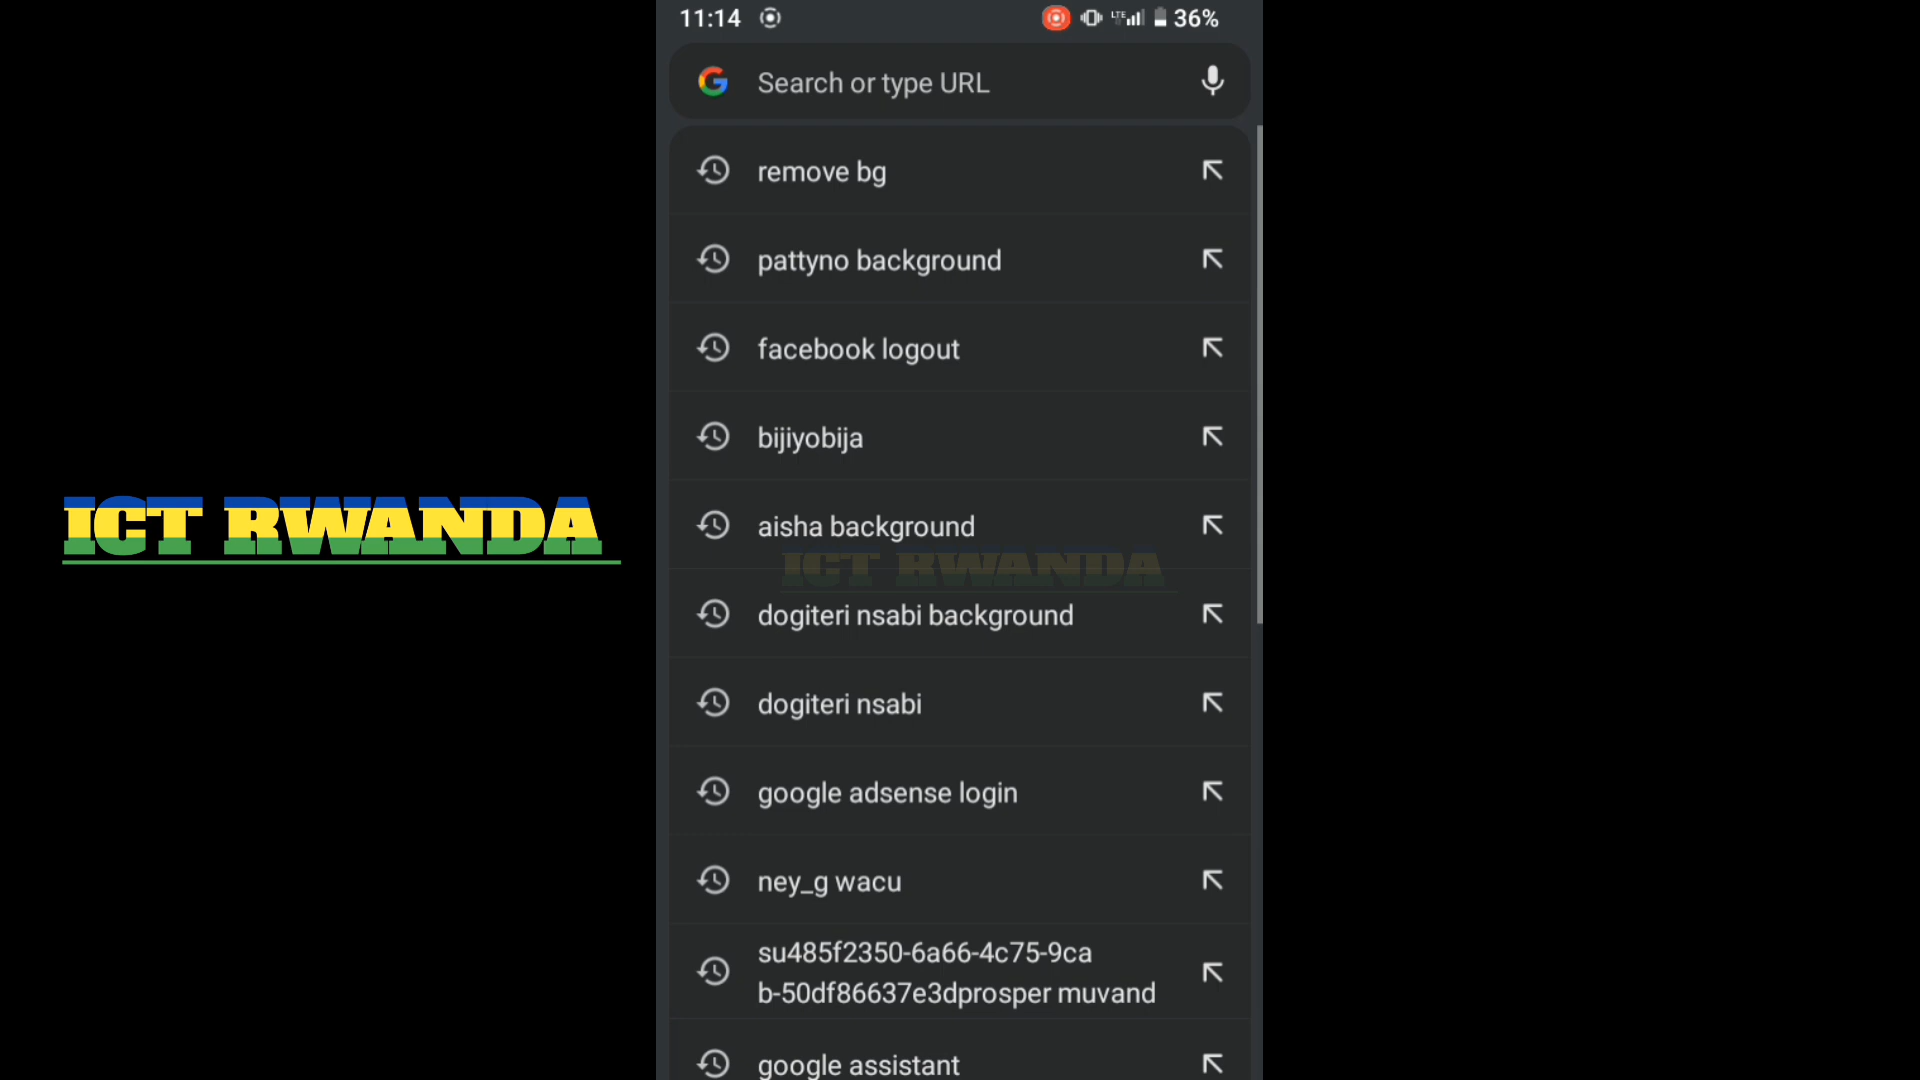 11:14
LTE
36%
Search or type URL
remove bg
pattyno background
facebook logout
bijiyobija
ICT RWANDA
aisha background
ICT RWANDA
dogiteri nsabi background
dogiteri nsabi
google adsense login
ney_g wacu
su485f2350-6a66-4c75-9ca
b-50df86637e3dprosper muvand
google assistant